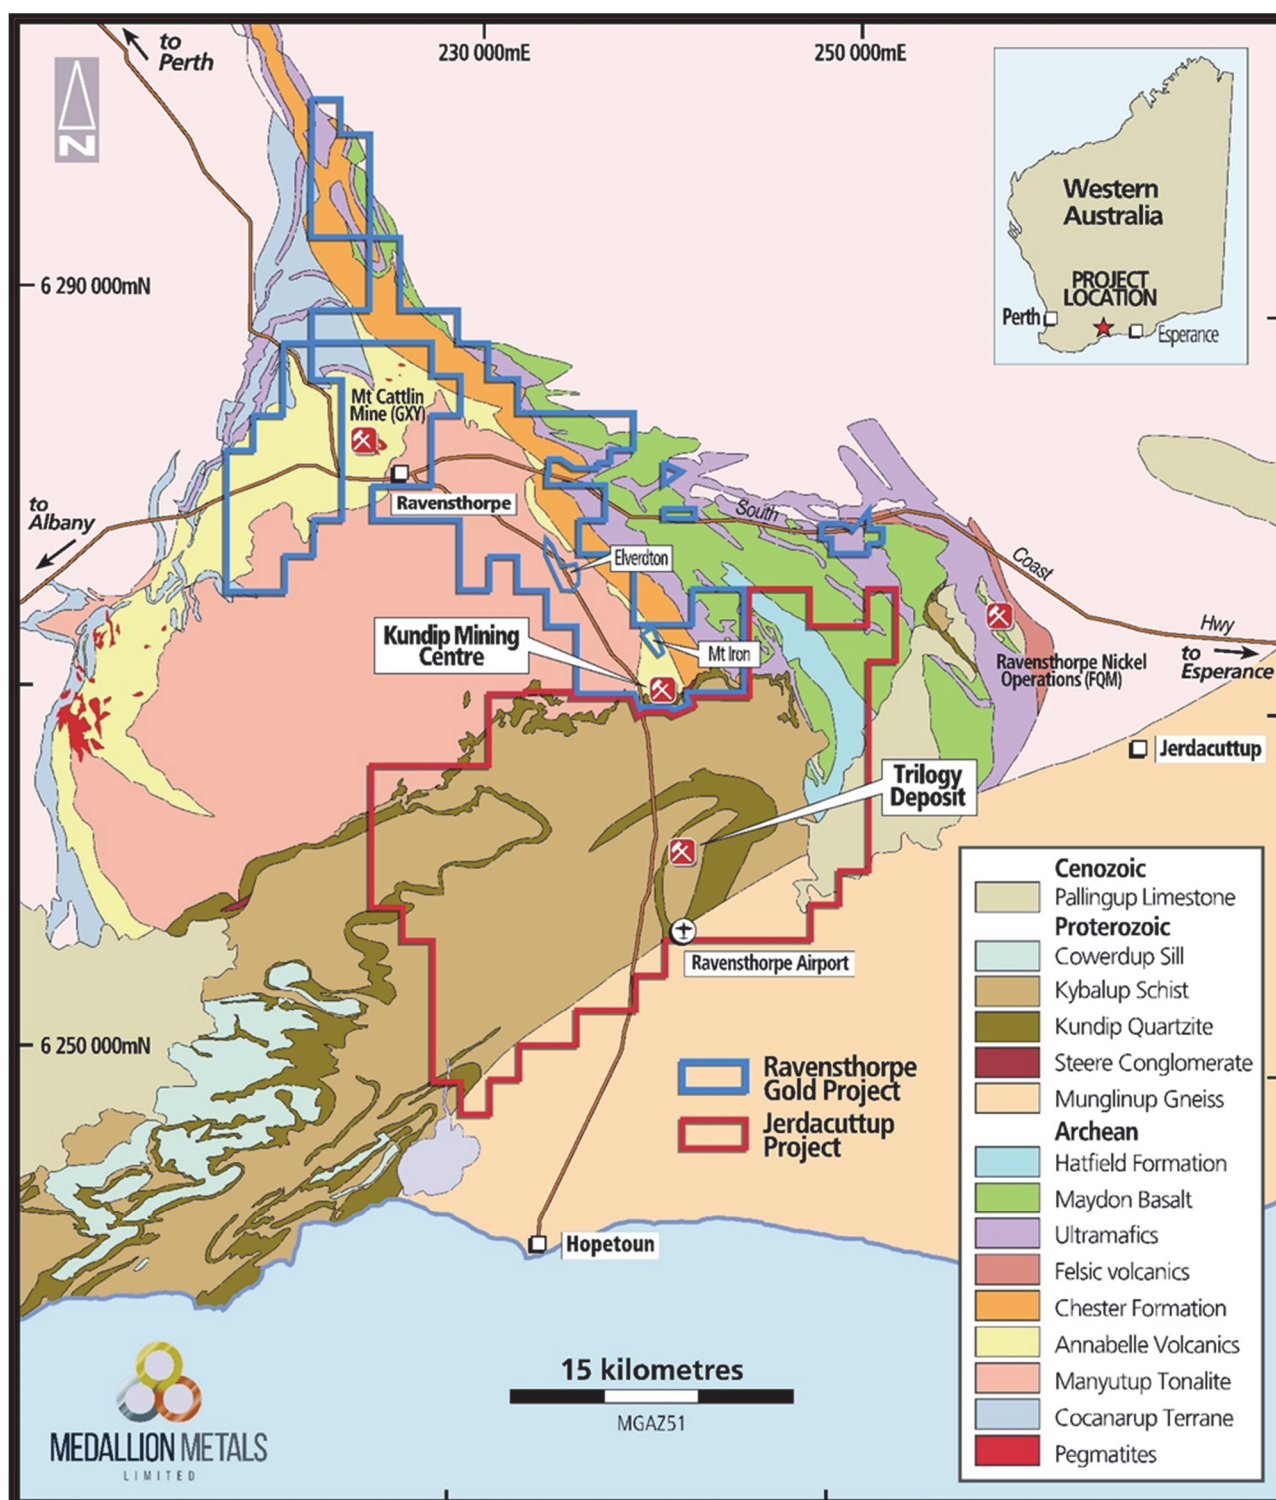 to
Perth
230 000mE
250 000mE
N
Western
Australia
PROJECT
LOCATION
Perth
Esperance
6 290 000mN
Mt Cattlin
Mine (GXY)
to
Albany
Ravensthorpe
South
Coast
Hwy
to
Esperance
Elverdton
Kundip Mining
Centre
Mt Iron
Ravensthorpe Nickel
Operations (FQM)
Jerdacuttup
Trilogy
Deposit
Ravensthorpe Airport
6 250 000mN
Ravensthorpe
Gold Project
Jerdacuttup
Project
Hopetoun
Cenozoic
Pallingup Limestone
Proterozoic
Cowerdup Sill
Kybalup Schist
Kundip Quartzite
Steere Conglomerate
Munglinup Gneiss
Archean
Hatfield Formation
Maydon Basalt
Ultramafics
Felsic volcanics
Chester Formation
Annabelle Volcanics
Manyutup Tonalite
Cocanarup Terrane
Pegmatites
15 kilometres
MGAZ51
MEDALLION METALS
LIMITED